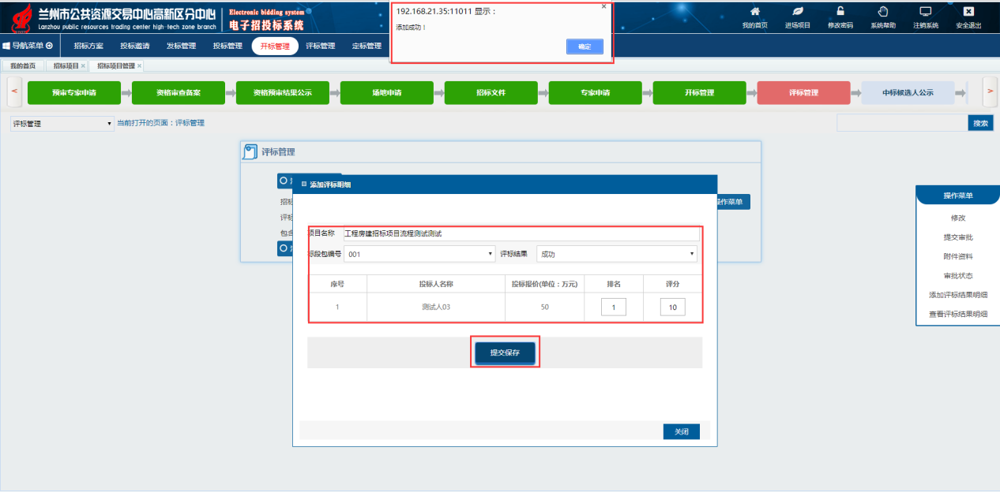 兰州市公共资源交易中心高新区分中心
Lanzhou public resources trading center high-tech zone branch
Electronic bidding system
电子招投标系统
192.168.21.35:11011 显示：
添加成功！
确定
我的首页 进场项目 修改密码 系统帮助 注销系统 安全退出
导航菜单 招标方案 投标邀请 发标管理 投标管理 开标管理 评标管理 定标管理
我的首页 招标项目 招标项目管理
预审专家申请 资格审查备案 资格预审结果公示 场地申请 招标文件 专家申请 开标管理 评标管理 中标候选人公示
评标管理 当前打开的页面：评标管理 搜索
评标管理
添加评标明细
招标
操作菜单
评标
包含
项目名称 工程房建招标项目流程测试测试
标段包编号 001 评标结果 成功
序号 投标人名称 投标报价(单位：万元) 排名 评分
1 测试人03 50 1 10
提交保存
关闭
操作菜单
修改
提交审批
附件资料
审批状态
添加评标结果明细
查看评标结果明细